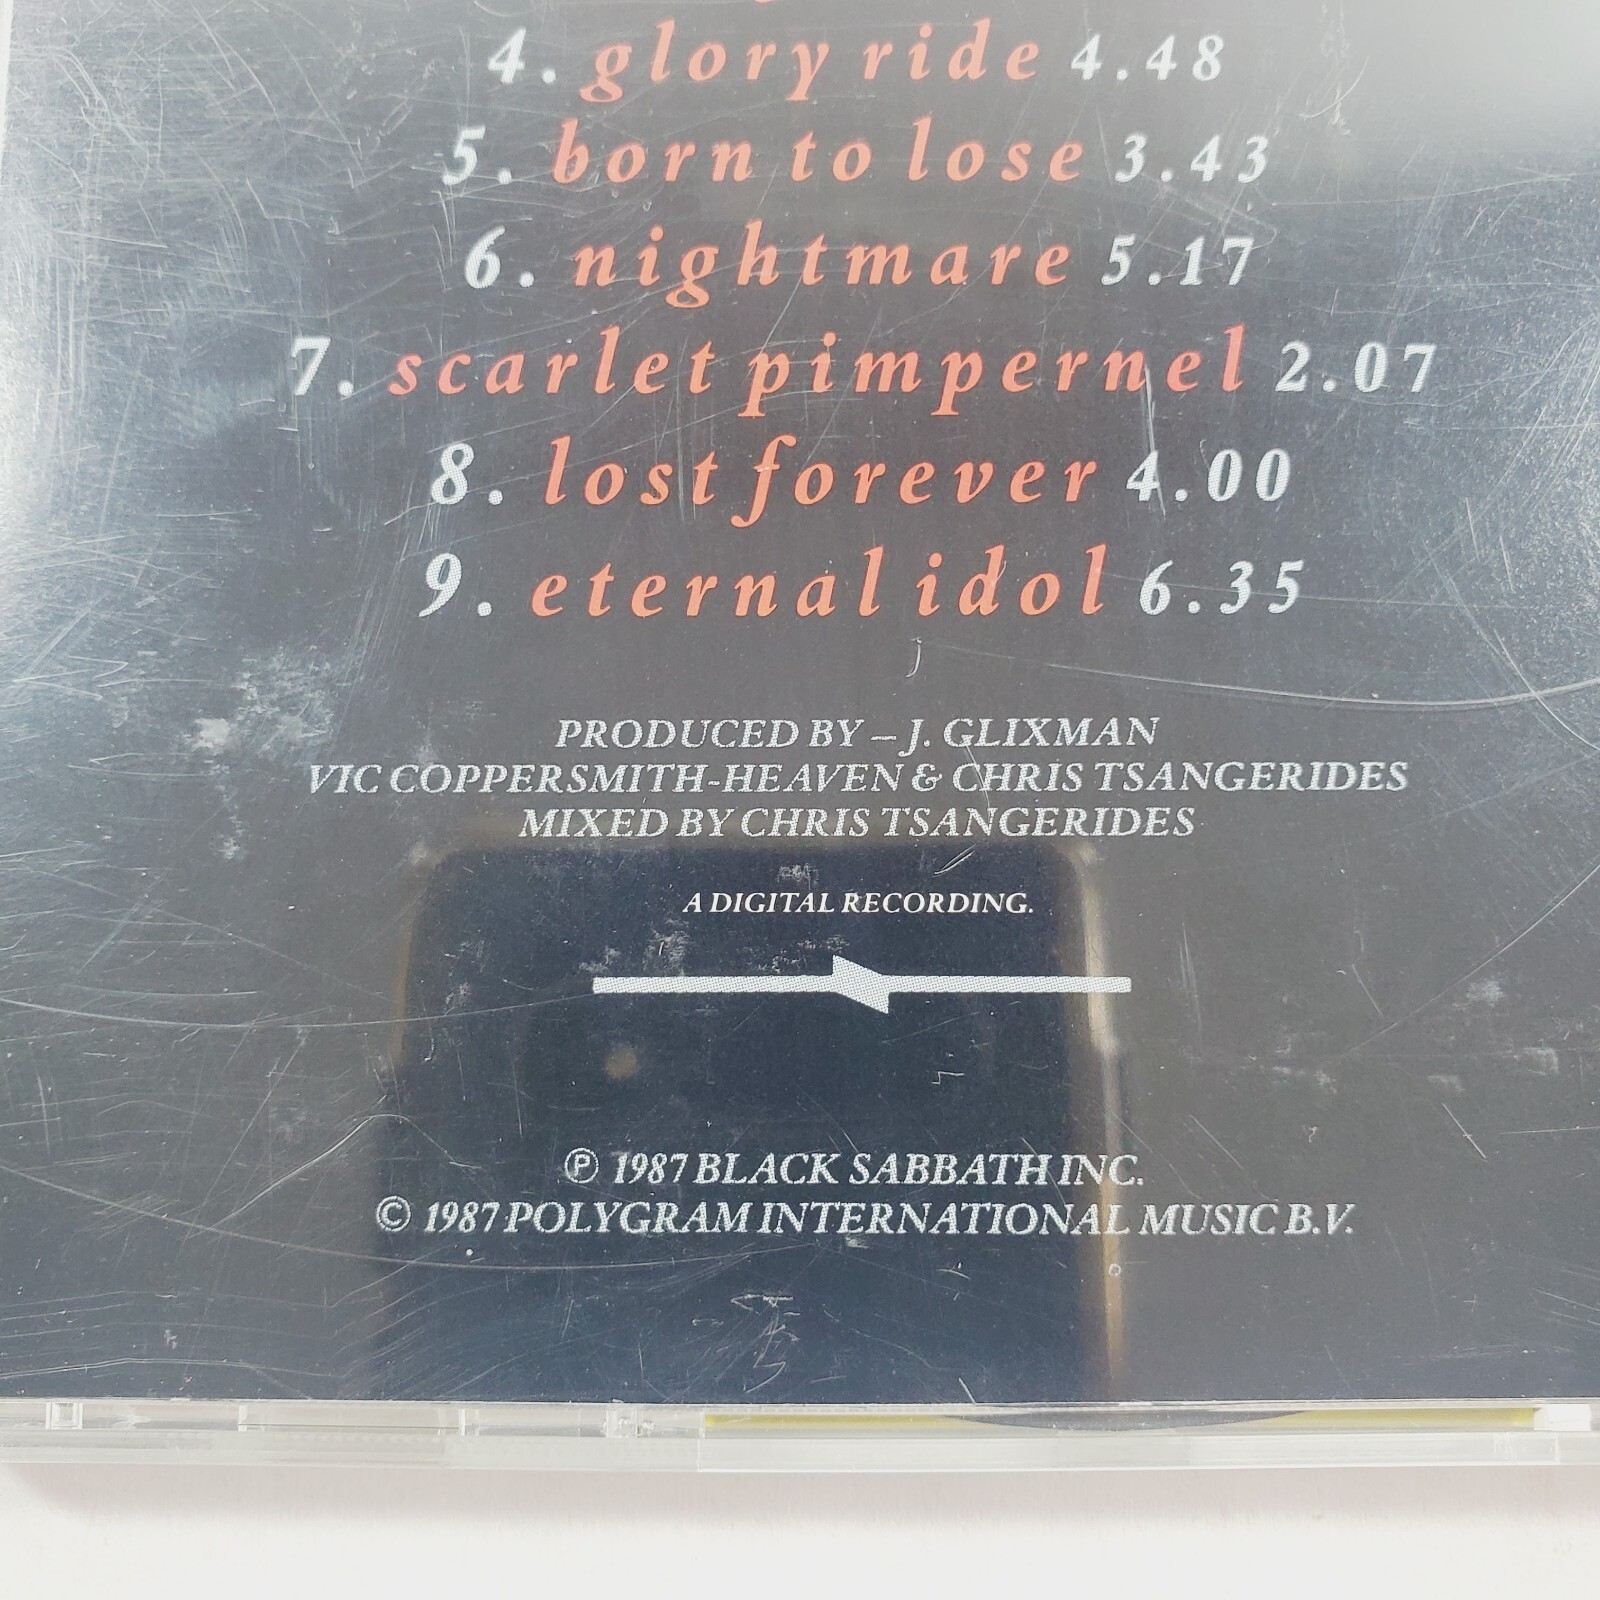 4. glory ride 4.48
5. born to lose 3.43
6. nightmare 5.17
7. scarlet pimpernel 2.07
8. lost forever 4.00
9. eternal idol 6.35
PRODUCED BY – J. GLIXMAN
VIC COPPERSMITH-HEAVEN & CHRIS TSANGERIDES
MIXED BY CHRIS TSANGERIDES
A DIGITAL RECORDING.
℗ 1987 BLACK SABBATH INC.
© 1987 POLYGRAM INTERNATIONAL MUSIC B.V.